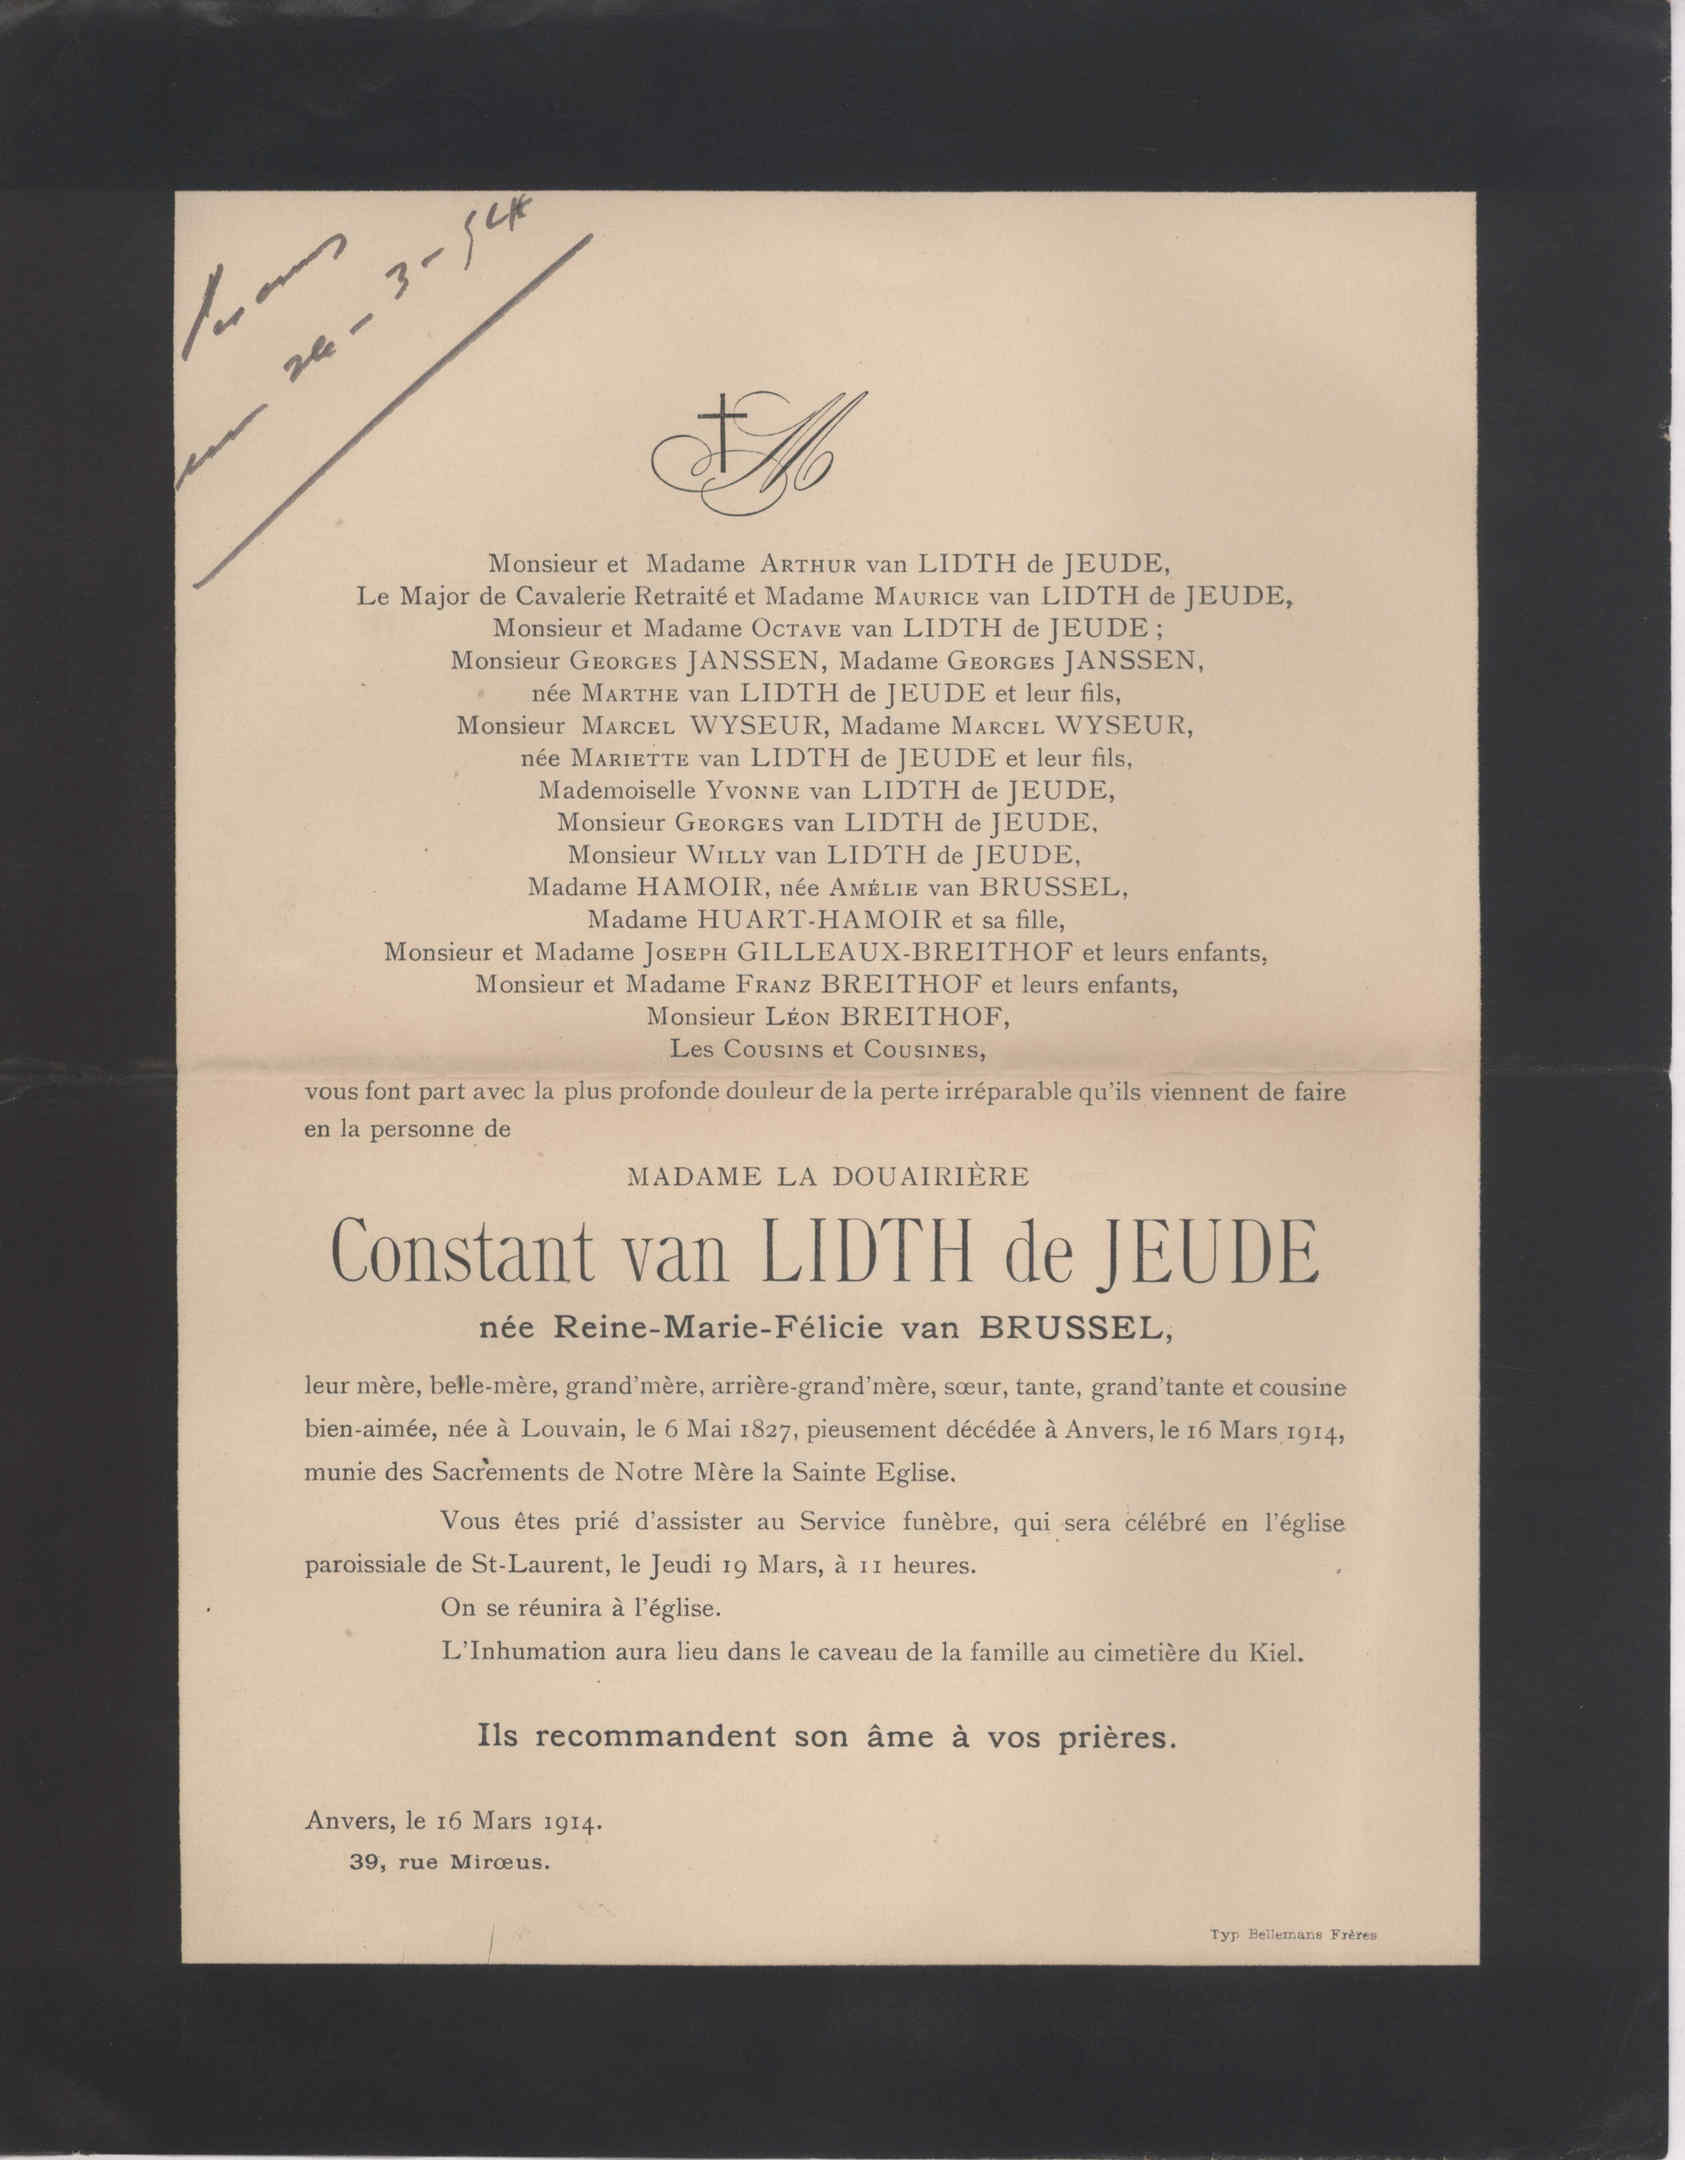 3-54
M
Monsieur et Madame ARTHUR van LIDTH de JEUDE,
Le Major de Cavalerie Retraité et Madame MAURICE van LIDTH de JEUDE,
Monsieur et Madame OCTAVE van LIDTH de JEUDE ;
Monsieur GEORGES JANSSEN, Madame GEORGES JANSSEN,
née MARTHE van LIDTH de JEUDE et leur fils,
Monsieur MARCEL WYSEUR, Madame MARCEL WYSEUR,
née MARIETTE van LIDTH de JEUDE et leur fils,
Mademoiselle YVONNE van LIDTH de JEUDE,
Monsieur GEORGES van LIDTH de JEUDE,
Monsieur WILLY van LIDTH de JEUDE,
Madame HAMOIR, née AMÉLIE van BRUSSEL,
Madame HUART-HAMOIR et sa fille,
Monsieur et Madame JOSEPH GILLEAUX-BREITHOF et leurs enfants,
Monsieur et Madame FRANZ BREITHOF et leurs enfants,
Monsieur LÉON BREITHOF,
Les COUSINS et COUSINES,
vous font part avec la plus profonde douleur de la perte irréparable qu'ils viennent de faire
en la personne de
MADAME LA DOUAIRIÈRE
Constant van LIDTH de JEUDE
née Reine-Marie-Félicie van BRUSSEL,
leur mère, belle-mère, grand'mère, arrière-grand'mère, sœur, tante, grand'tante et cousine
bien-aimée, née à Louvain, le 6 Mai 1827, pieusement décédée à Anvers, le 16 Mars 1914,
munie des Sacrements de Notre Mère la Sainte Eglise.
Vous êtes prié d'assister au Service funèbre, qui sera célébré en l'église
paroissiale de St-Laurent, le Jeudi 19 Mars, à 11 heures.
On se réunira à l'église.
L'Inhumation aura lieu dans le caveau de la famille au cimetière du Kiel.
Ils recommandent son âme à vos prières.
Anvers, le 16 Mars 1914.
39, rue Mirœus.
Typ Bellemans Frères